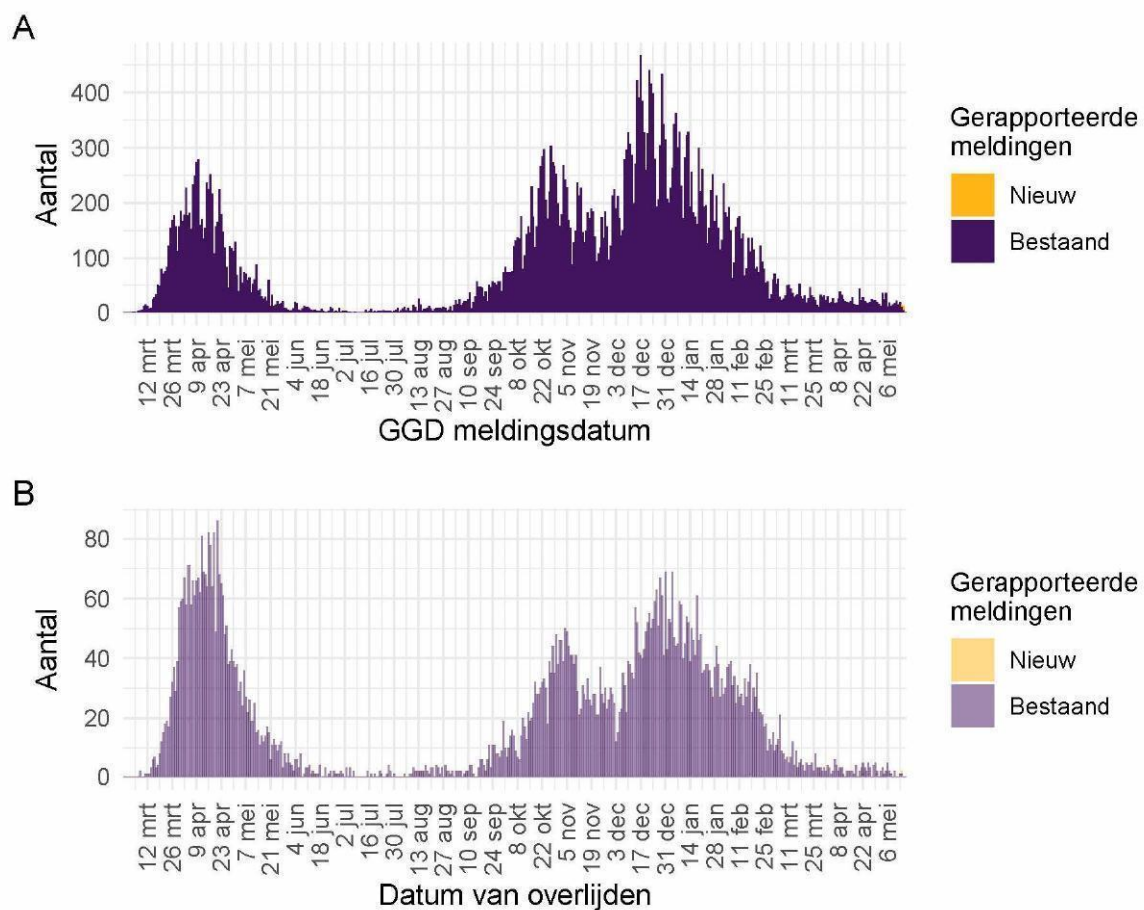 A
Aantal
400
300
200
100
0
12 mrt
26 mrt
9 apr
23 apr
7 mei
21 mei
4 jun
18 jun
2 jul
16 jul
30 jul
13 aug
27 aug
10 sep
24 sep
8 okt
22 okt
5 nov
19 nov
3 dec
17 dec
31 dec
14 jan
28 jan
11 feb
25 feb
11 mrt
25 mrt
8 apr
22 apr
6 mei
GGD meldingsdatum
Gerapporteerde
meldingen
Nieuw
Bestaand
B
Aantal
80
60
40
20
0
12 mrt
26 mrt
9 apr
23 apr
7 mei
21 mei
4 jun
18 jun
2 jul
16 jul
30 jul
13 aug
27 aug
10 sep
24 sep
8 okt
22 okt
5 nov
19 nov
3 dec
17 dec
31 dec
14 jan
28 jan
11 feb
25 feb
11 mrt
25 mrt
8 apr
22 apr
6 mei
Datum van overlijden
Gerapporteerde
meldingen
Nieuw
Bestaand